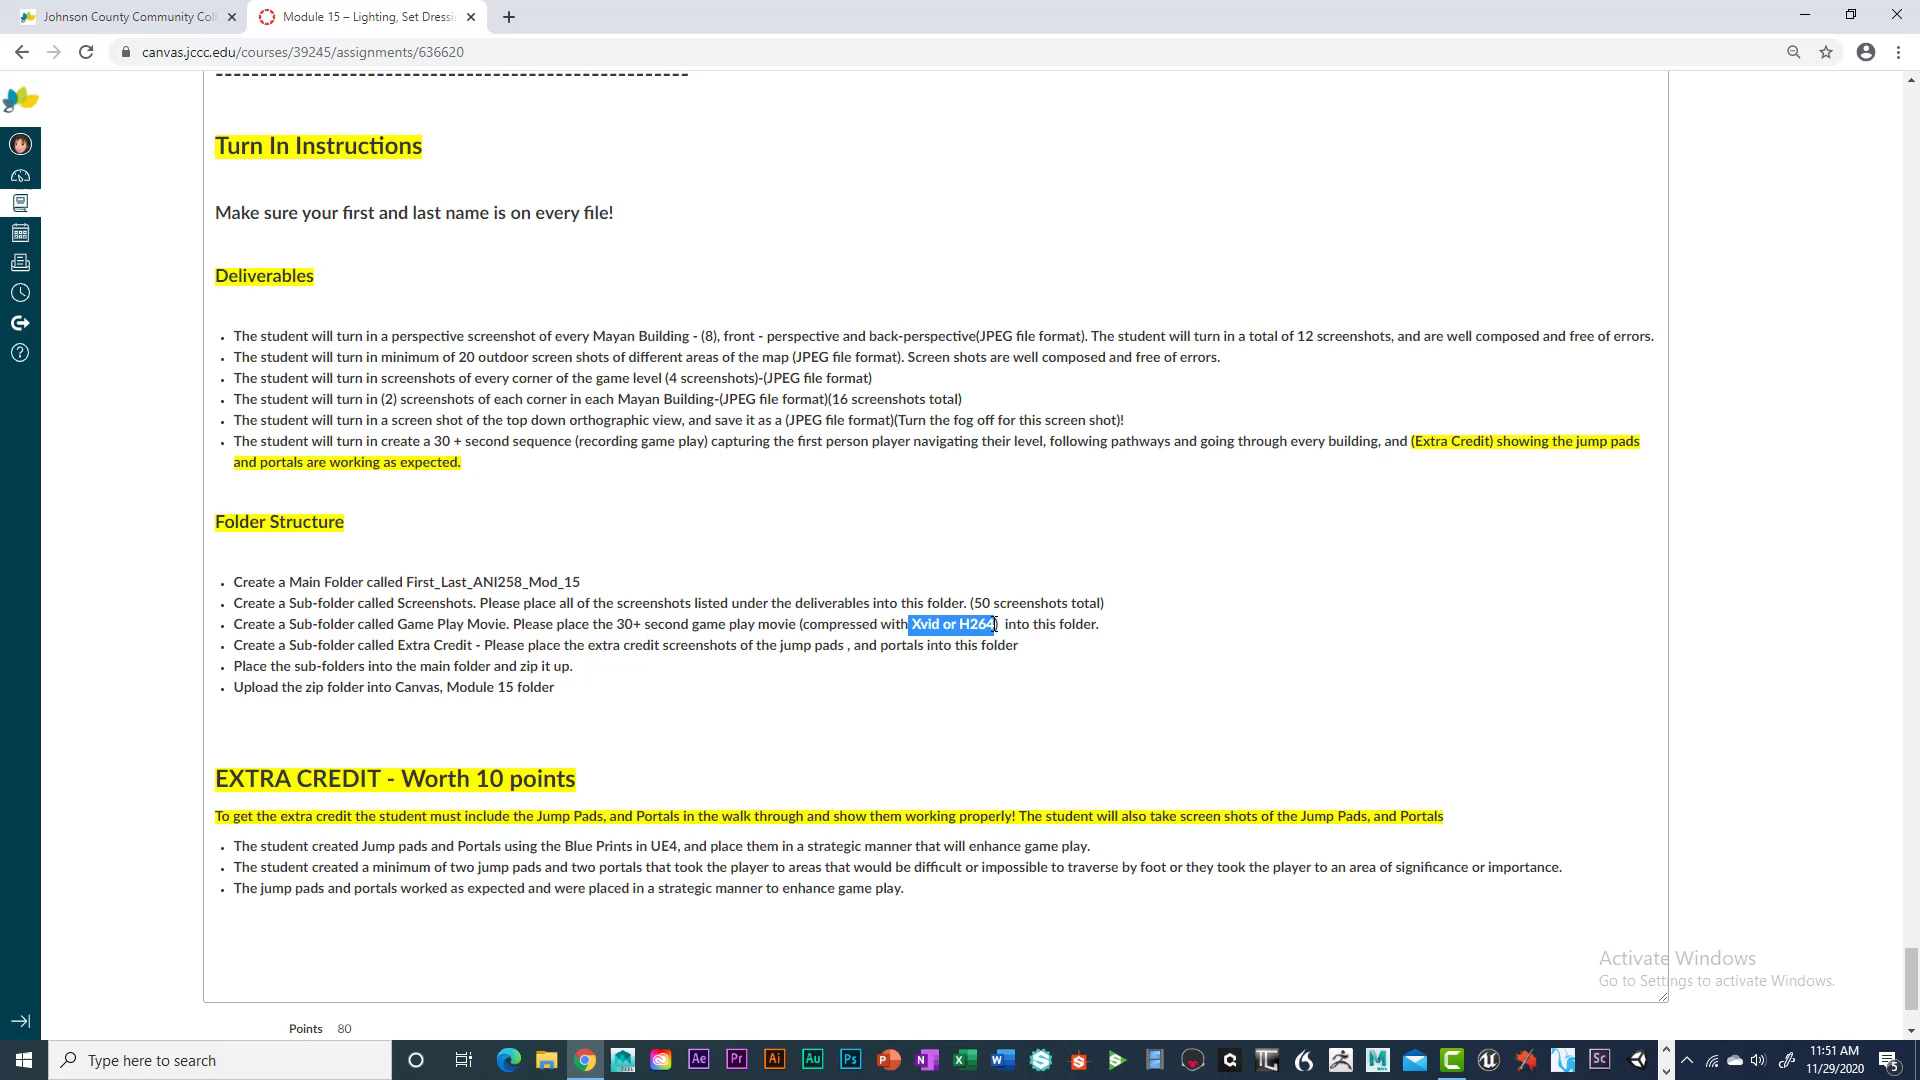 Johnson County Community Coll
Module 15 – Lighting, Set Dressin
canvas.jccc.edu/courses/39245/assignments/636620
--------------------------------------------------
Turn In Instructions
Make sure your first and last name is on every file!
Deliverables
The student will turn in a perspective screenshot of every Mayan Building - (8), front - perspective and back-perspective(JPEG file format). The student will turn in a total of 12 screenshots, and are well composed and free of errors.
The student will turn in minimum of 20 outdoor screen shots of different areas of the map (JPEG file format). Screen shots are well composed and free of errors.
The student will turn in screenshots of every corner of the game level (4 screenshots)-(JPEG file format)
The student will turn in (2) screenshots of each corner in each Mayan Building-(JPEG file format)(16 screenshots total)
The student will turn in a screen shot of the top down orthographic view, and save it as a (JPEG file format)(Turn the fog off for this screen shot)!
The student will turn in create a 30 + second sequence (recording game play) capturing the first person player navigating their level, following pathways and going through every building, and (Extra Credit) showing the jump pads
and portals are working as expected.
Folder Structure
Create a Main Folder called First_Last_ANI258_Mod_15
Create a Sub-folder called Screenshots. Please place all of the screenshots listed under the deliverables into this folder. (50 screenshots total)
Create a Sub-folder called Game Play Movie. Please place the 30+ second game play movie (compressed with Xvid or H264) into this folder.
Create a Sub-folder called Extra Credit - Please place the extra credit screenshots of the jump pads , and portals into this folder
Place the sub-folders into the main folder and zip it up.
Upload the zip folder into Canvas, Module 15 folder
EXTRA CREDIT - Worth 10 points
To get the extra credit the student must include the Jump Pads, and Portals in the walk through and show them working properly! The student will also take screen shots of the Jump Pads, and Portals
The student created Jump pads and Portals using the Blue Prints in UE4, and place them in a strategic manner that will enhance game play.
The student created a minimum of two jump pads and two portals that took the player to areas that would be difficult or impossible to traverse by foot or they took the player to an area of significance or importance.
The jump pads and portals worked as expected and were placed in a strategic manner to enhance game play.
Activate Windows
Go to Settings to activate Windows.
Points 80
Type here to search
Ae
Pr
Ai
Au
Ps
Sc
11:51 AM
11/29/2020
5